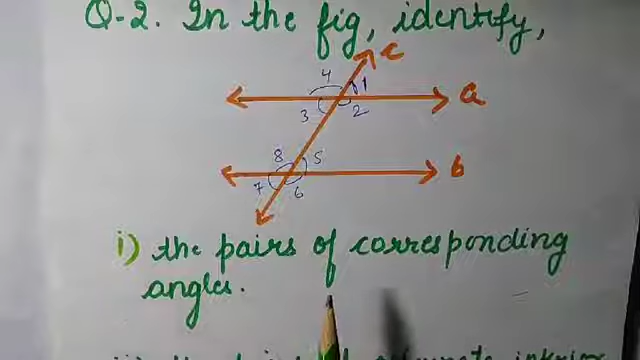 Q-2. In the fig, identify,
c
4 1
a
3 2
8 5
b
7 6
i) the pairs of corresponding
angles.